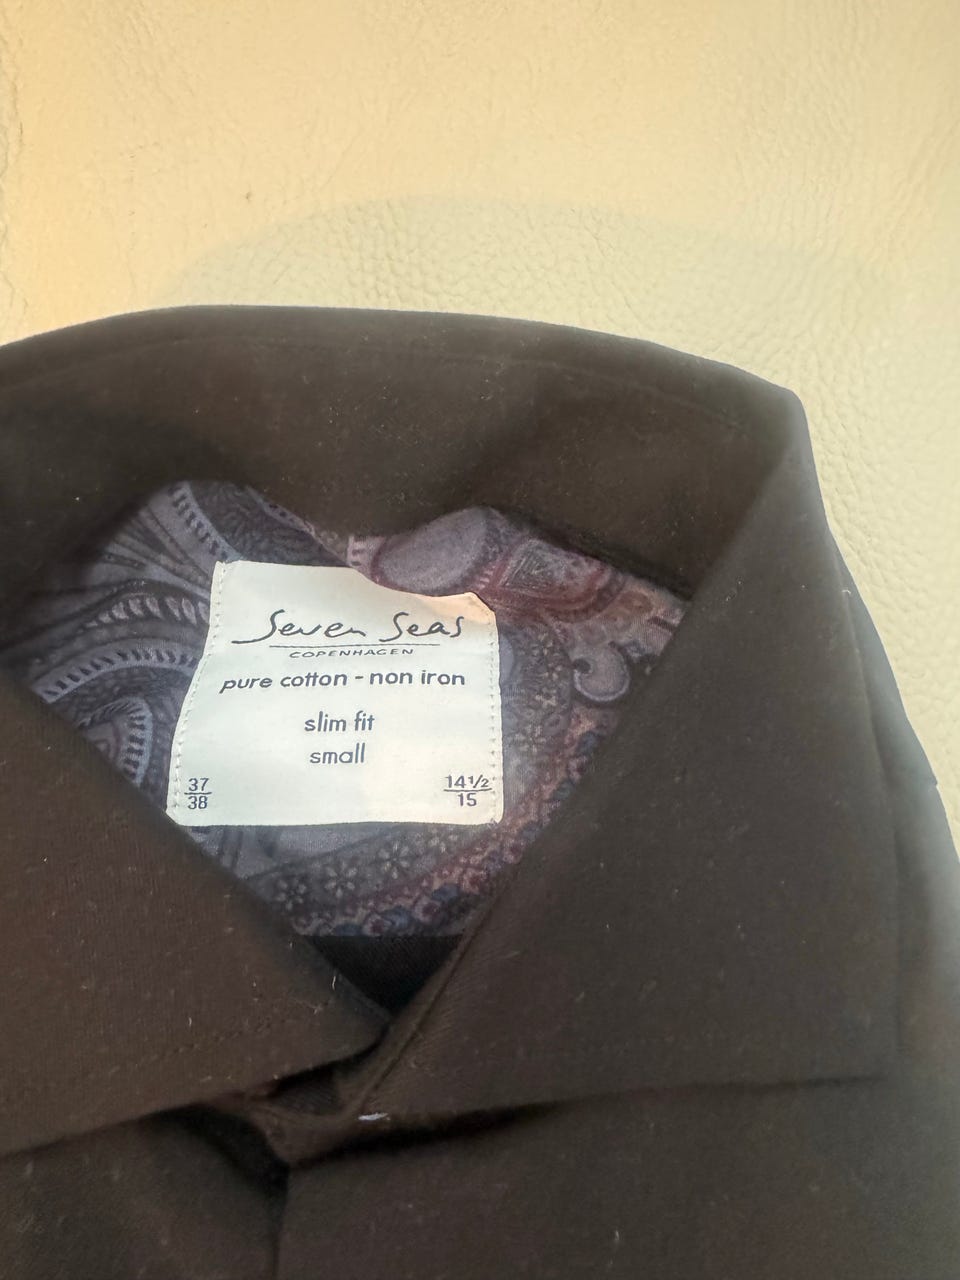 Seven Seas
COPENHAGEN
pure cotton - non iron
slim fit
small
37/38 14½/15